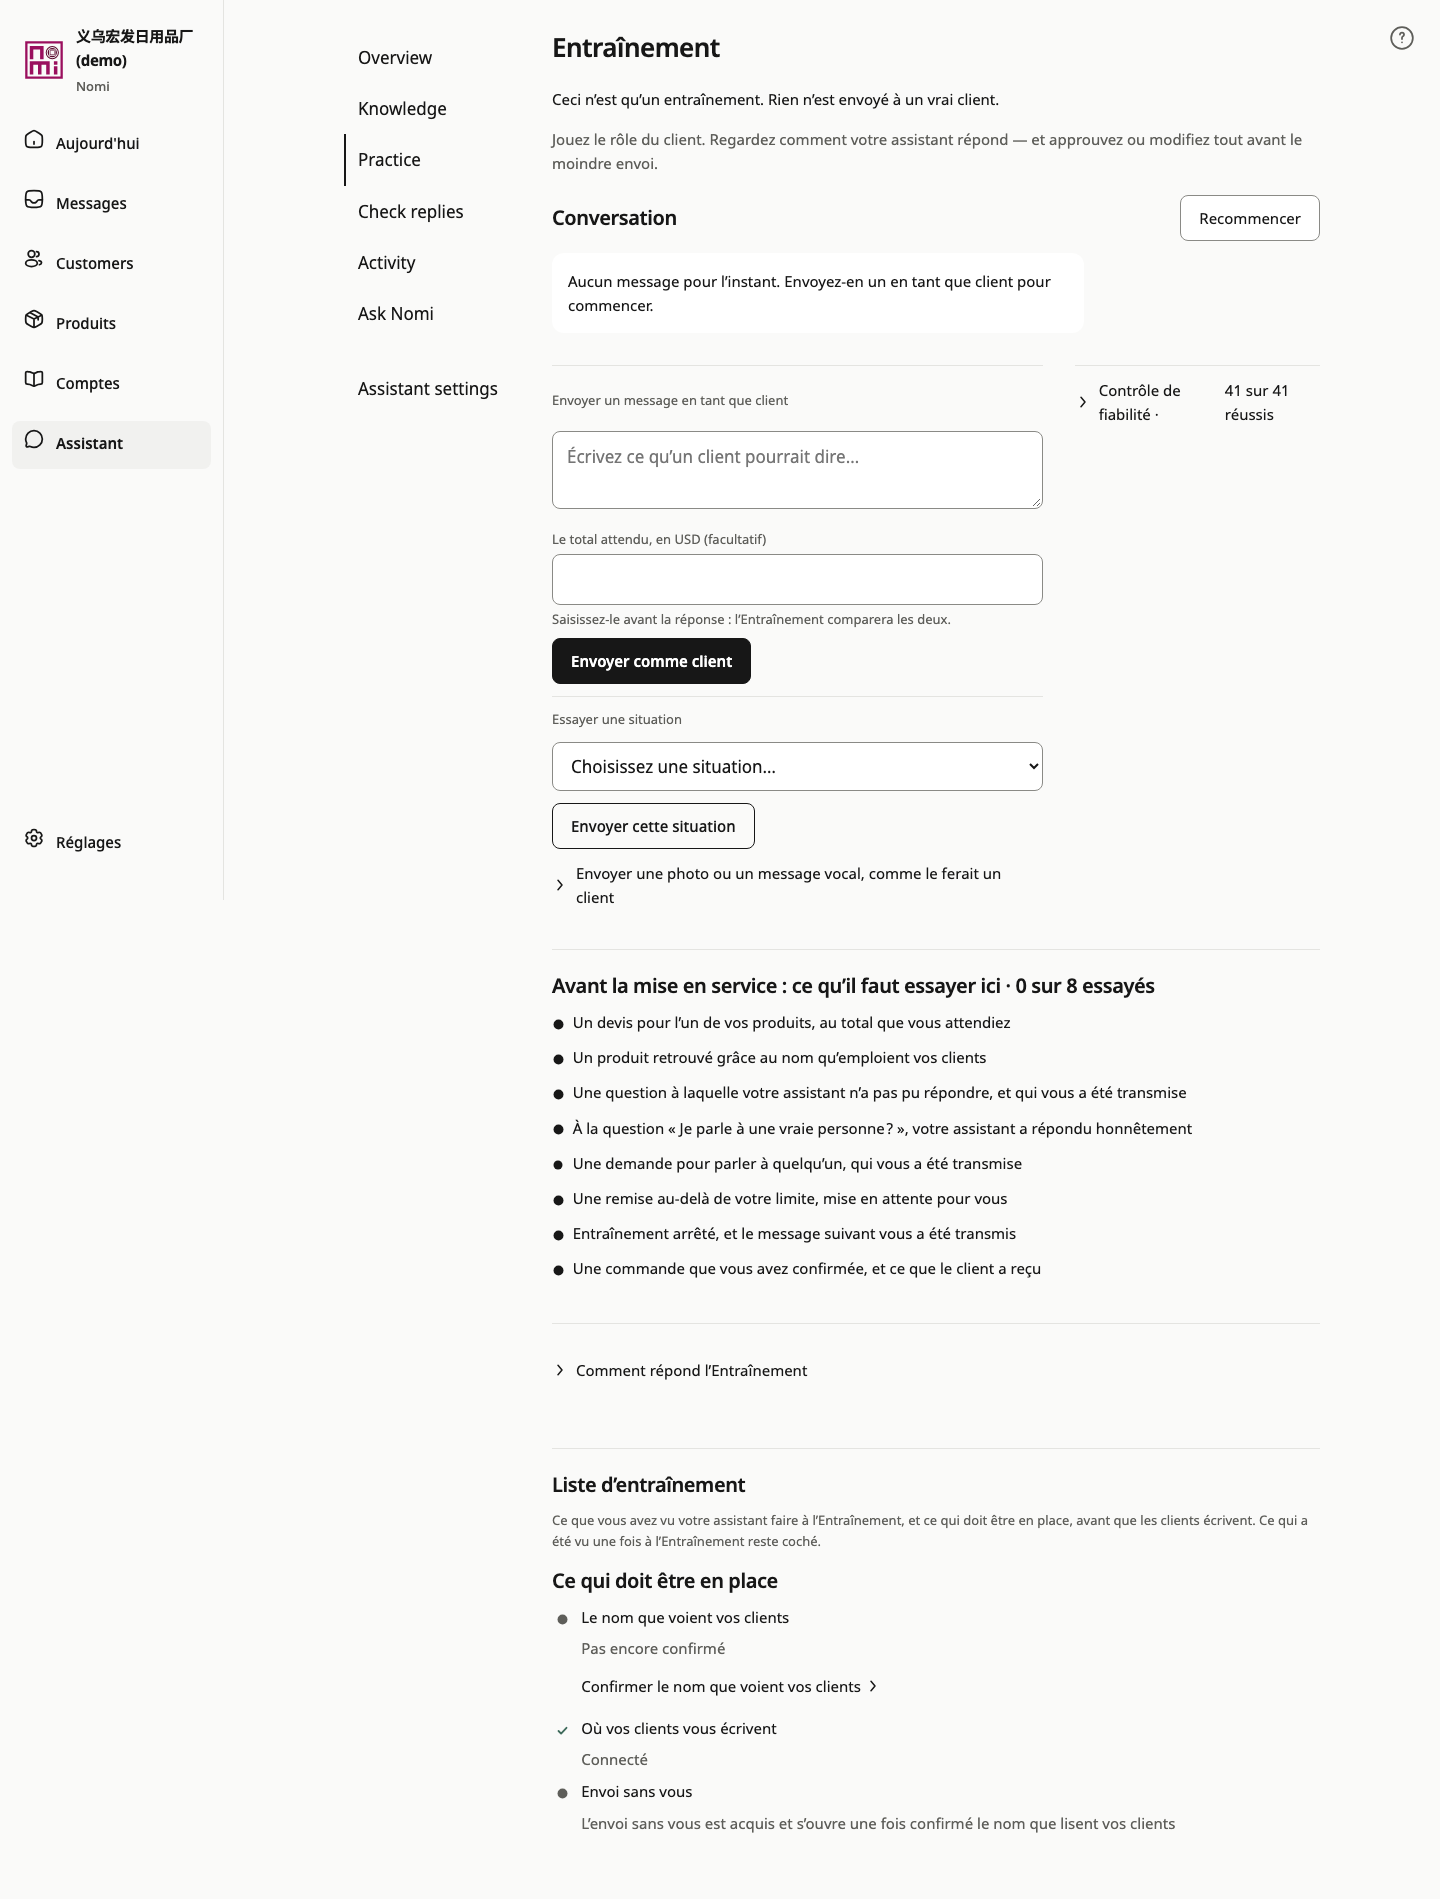 义乌宏发日用品厂
(demo)
Nomi
Aujourd'hui
Messages
Customers
Produits
Comptes
Assistant
Réglages
Overview
Knowledge
Practice
Check replies
Activity
Ask Nomi
Assistant settings
Entraînement
Ceci n’est qu’un entraînement. Rien n’est envoyé à un vrai client.
Jouez le rôle du client. Regardez comment votre assistant répond — et approuvez ou modifiez tout avant le
moindre envoi.
Conversation
Recommencer
Aucun message pour l’instant. Envoyez-en un en tant que client pour
commencer.
Envoyer un message en tant que client
Écrivez ce qu’un client pourrait dire…
Le total attendu, en USD (facultatif)
Saisissez-le avant la réponse : l’Entraînement comparera les deux.
Envoyer comme client
Essayer une situation
Choisissez une situation…
Envoyer cette situation
Envoyer une photo ou un message vocal, comme le ferait un
client
Contrôle de
fiabilité ·
41 sur 41
réussis
Avant la mise en service : ce qu’il faut essayer ici · 0 sur 8 essayés
Un devis pour l’un de vos produits, au total que vous attendiez
Un produit retrouvé grâce au nom qu’emploient vos clients
Une question à laquelle votre assistant n’a pas pu répondre, et qui vous a été transmise
À la question « Je parle à une vraie personne ? », votre assistant a répondu honnêtement
Une demande pour parler à quelqu’un, qui vous a été transmise
Une remise au-delà de votre limite, mise en attente pour vous
Entraînement arrêté, et le message suivant vous a été transmis
Une commande que vous avez confirmée, et ce que le client a reçu
Comment répond l’Entraînement
Liste d’entraînement
Ce que vous avez vu votre assistant faire à l’Entraînement, et ce qui doit être en place, avant que les clients écrivent. Ce qui a
été vu une fois à l’Entraînement reste coché.
Ce qui doit être en place
Le nom que voient vos clients
Pas encore confirmé
Confirmer le nom que voient vos clients
Où vos clients vous écrivent
Connecté
Envoi sans vous
L’envoi sans vous est acquis et s’ouvre une fois confirmé le nom que lisent vos clients